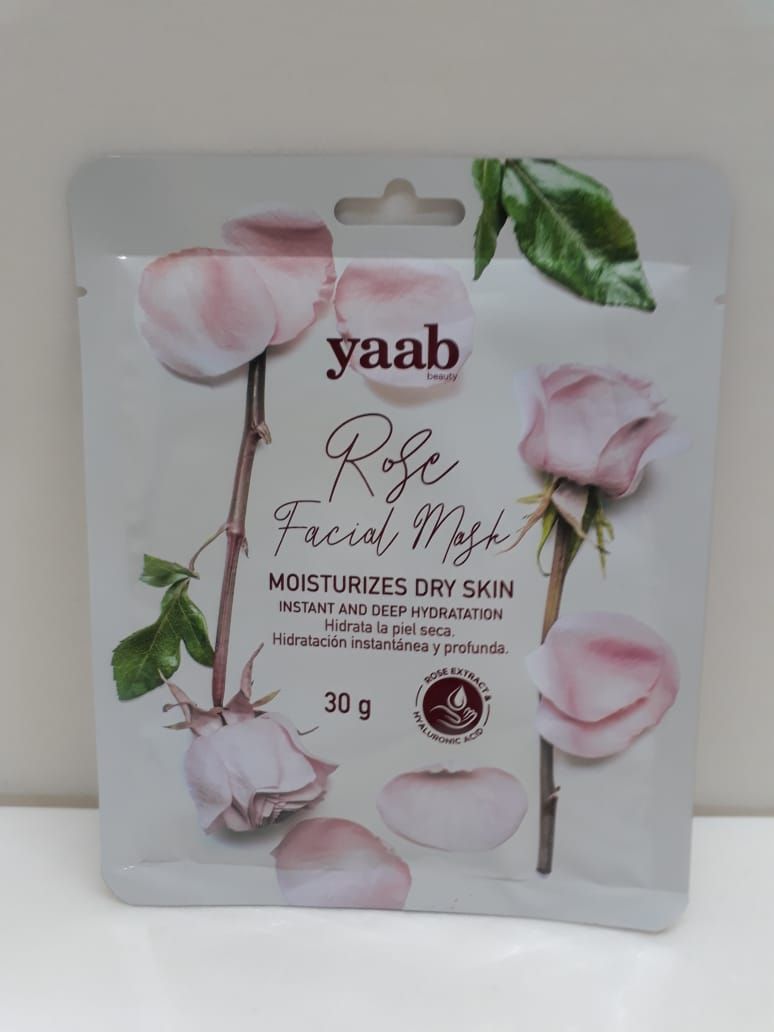 yaab
beauty
Rose
Facial Mask
MOISTURIZES DRY SKIN
INSTANT AND DEEP HYDRATATION
Hidrata la piel seca.
Hidratación instantánea y profunda.
30 g
ROSE EXTRACT &
HYALURONIC ACID